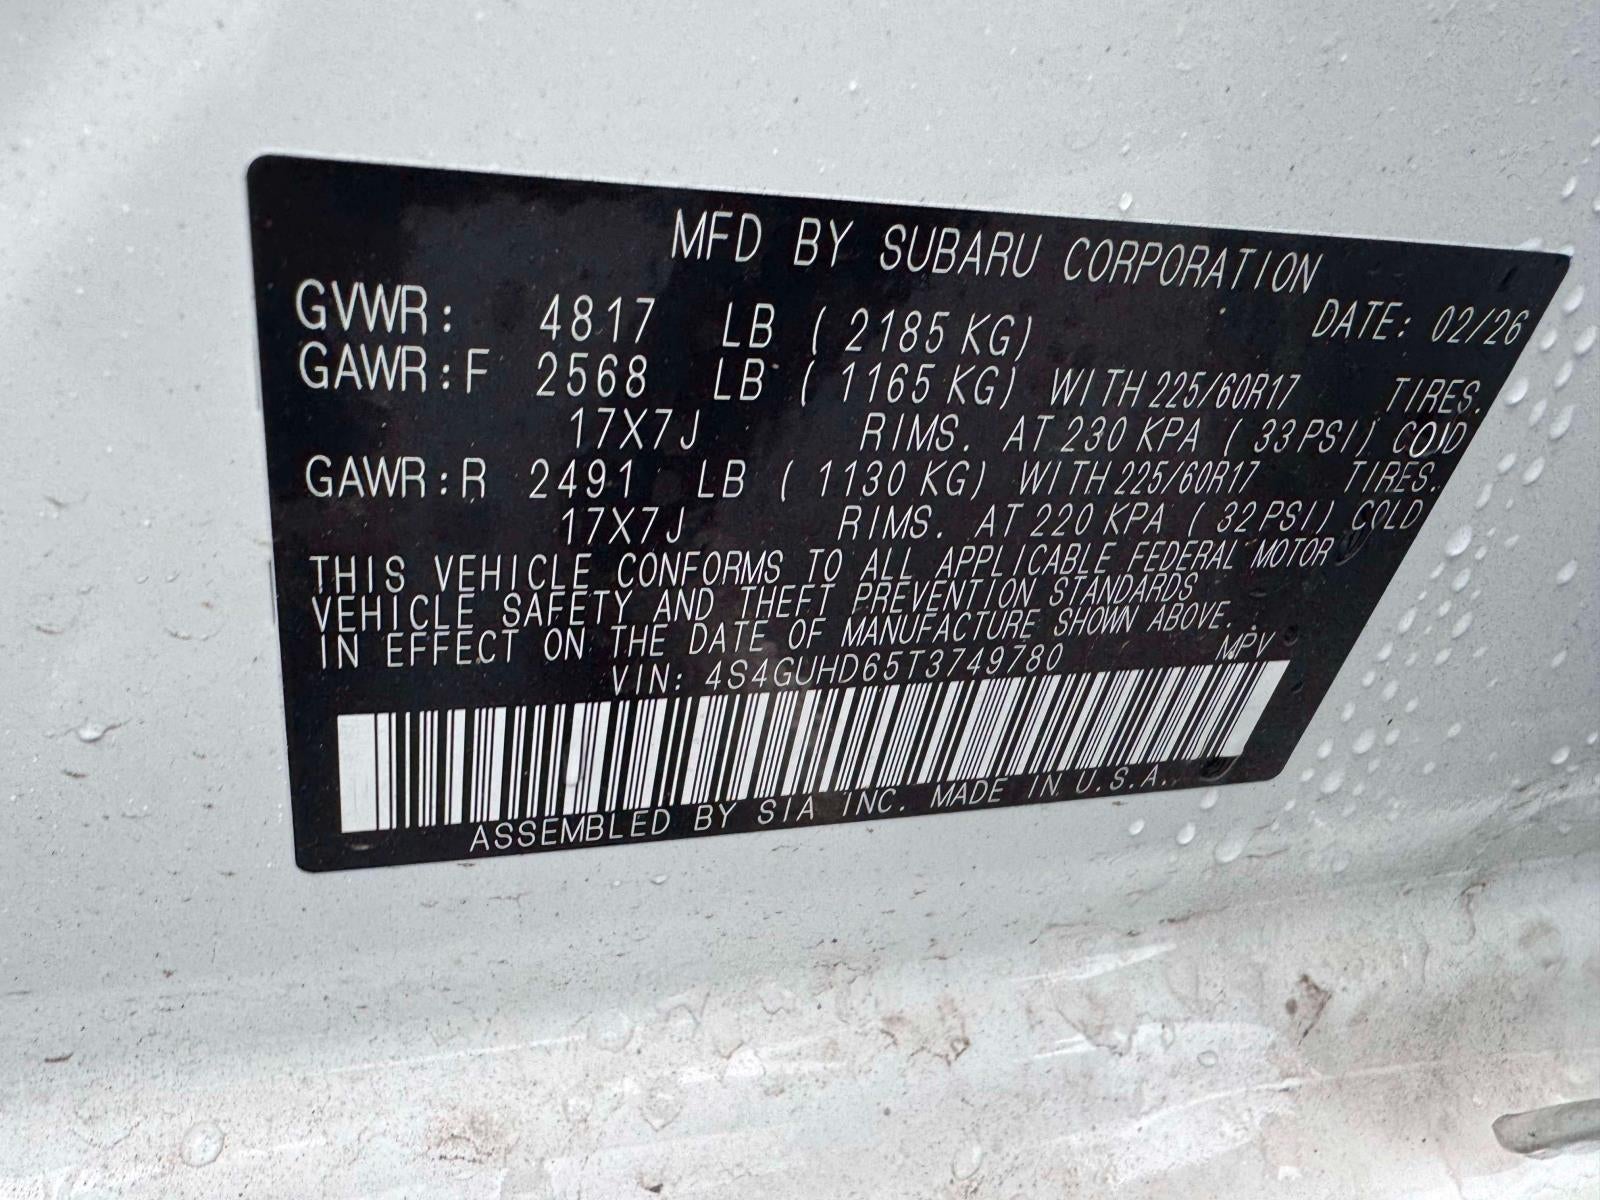 MFD BY SUBARU CORPORATION
GVWR: 4817 LB ( 2185 KG) DATE: 02/26
GAWR:F 2568 LB ( 1165 KG) WITH 225/60R17 TIRES.
17X7J RIMS. AT 230 KPA ( 33 PSI) COLD
GAWR:R 2491 LB ( 1130 KG) WITH 225/60R17 TIRES.
17X7J RIMS. AT 220 KPA ( 32 PSI) COLD
THIS VEHICLE CONFORMS TO ALL APPLICABLE FEDERAL MOTOR
VEHICLE SAFETY AND THEFT PREVENTION STANDARDS
IN EFFECT ON THE DATE OF MANUFACTURE SHOWN ABOVE.
VIN: 4S4GUHD65T3749780 MPV
ASSEMBLED BY SIA INC. MADE IN U.S.A.